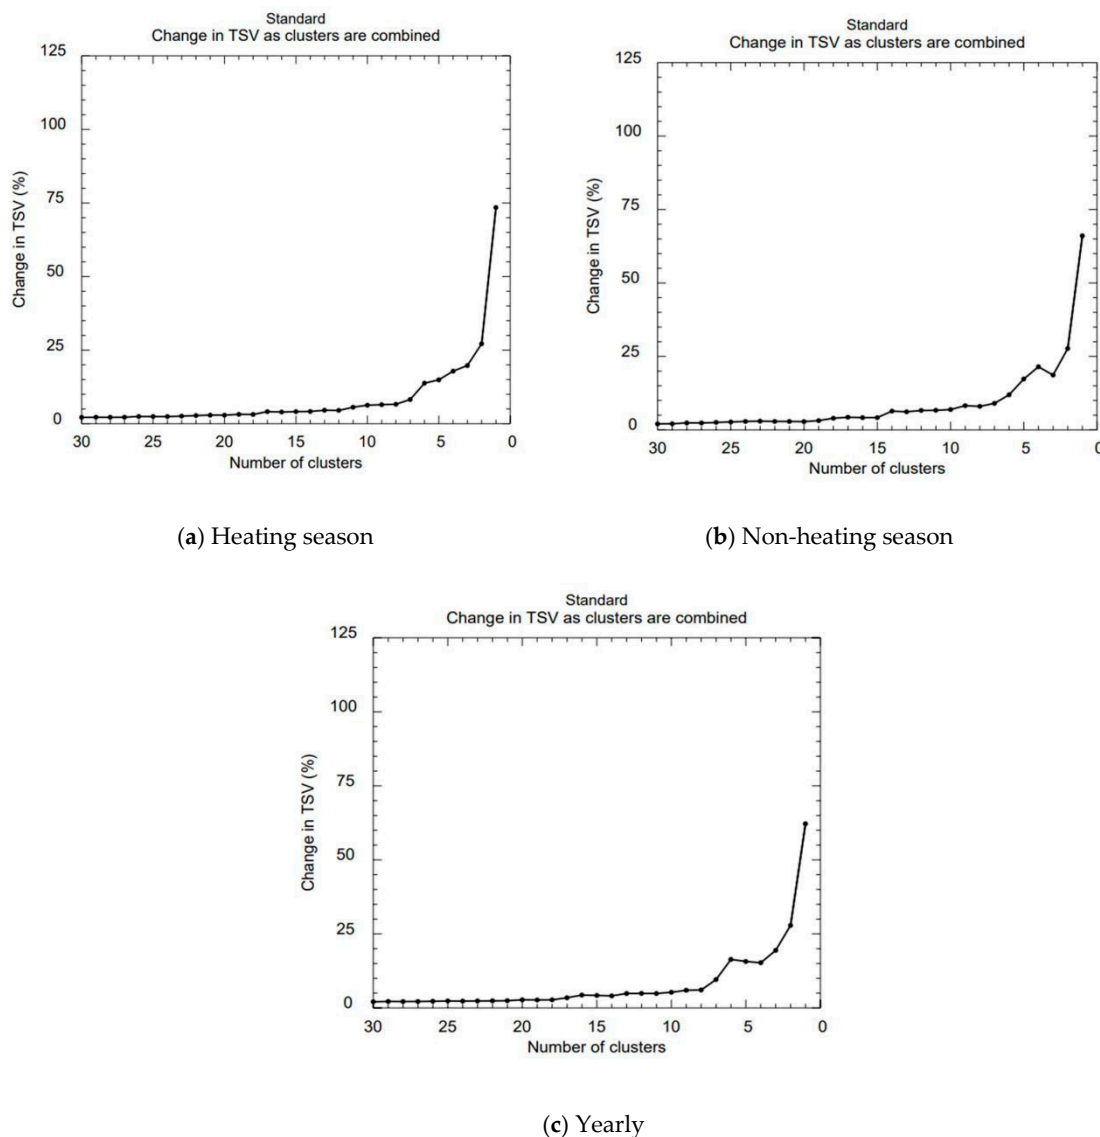 Standard
Change in TSV as clusters are combined
125
100
75
50
25
0
Change in TSV (%)
30 25 20 15 10 5 0
Number of clusters
(a) Heating season
Standard
Change in TSV as clusters are combined
125
100
75
50
25
0
Change in TSV (%)
30 25 20 15 10 5 0
Number of clusters
(b) Non-heating season
Standard
Change in TSV as clusters are combined
125
100
75
50
25
0
Change in TSV (%)
30 25 20 15 10 5 0
Number of clusters
(c) Yearly